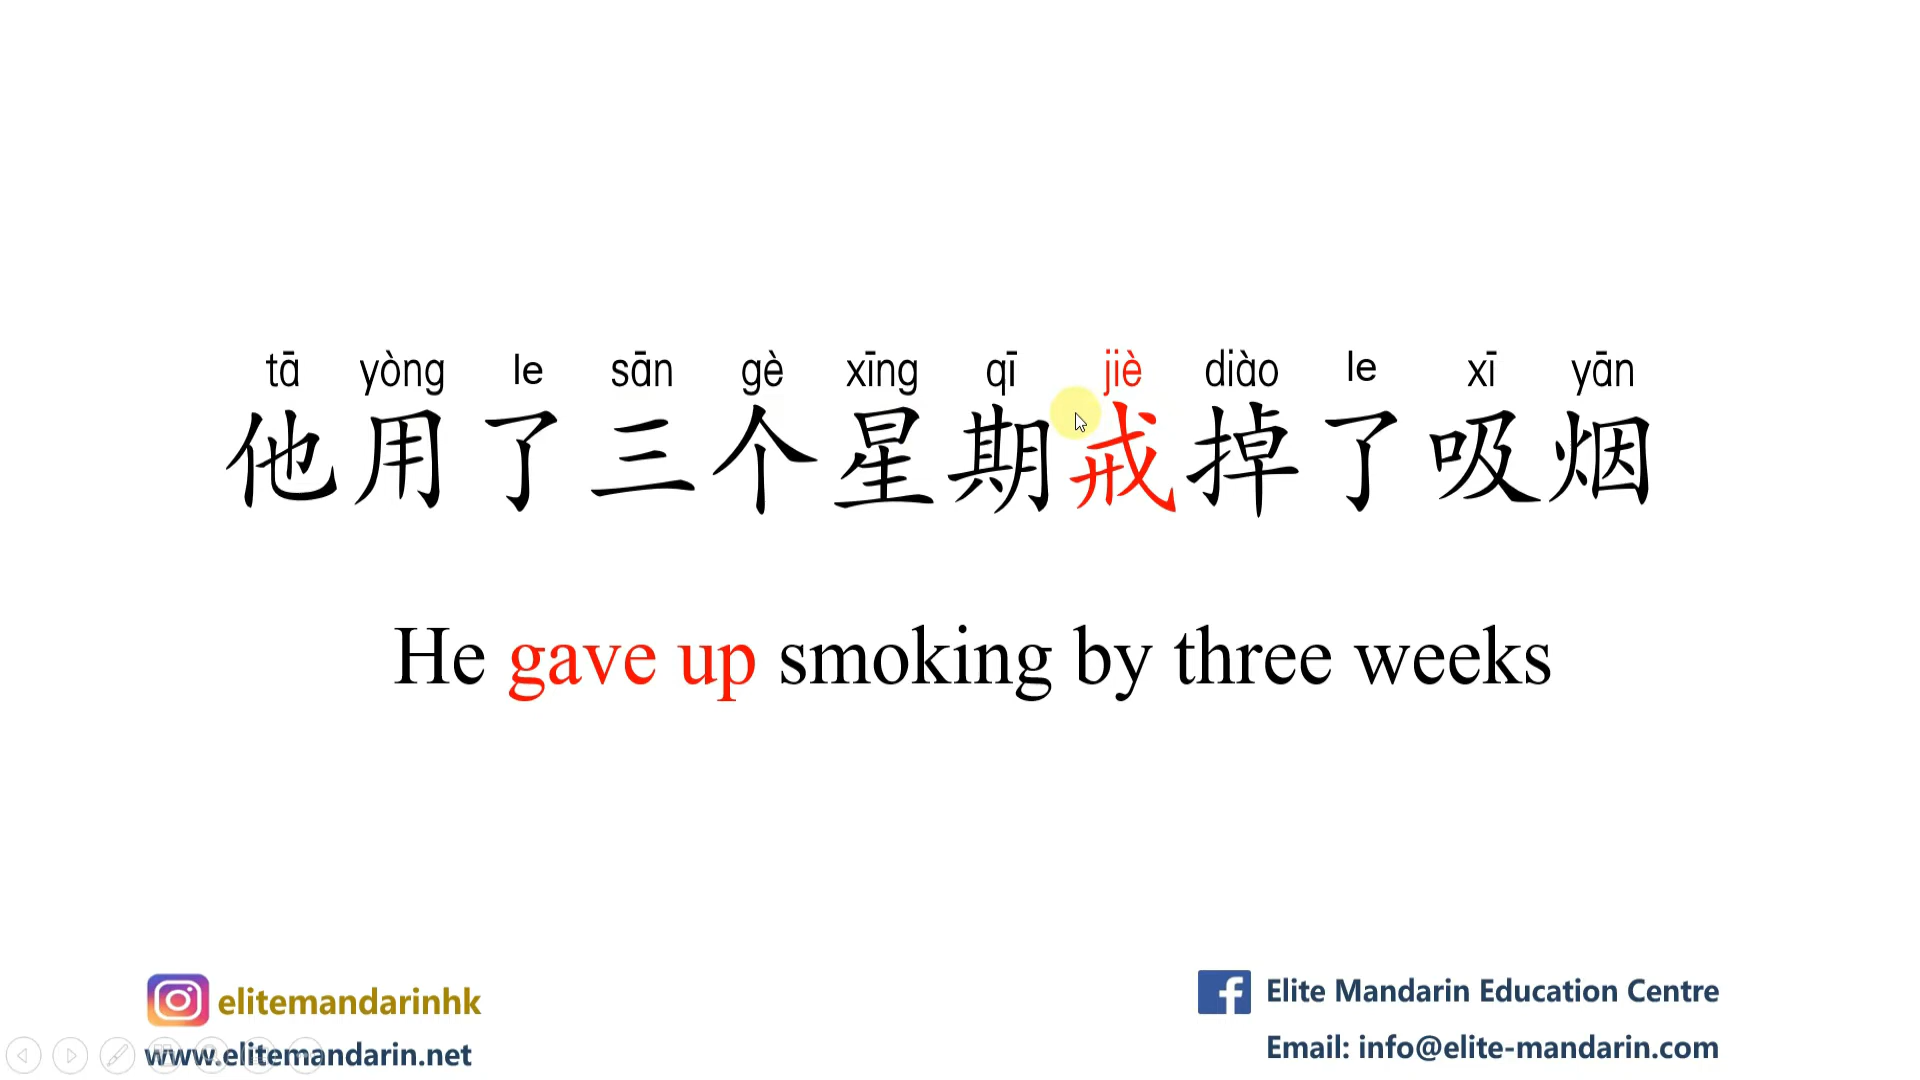 tā yòng le sān gè xīng qī jiè diào le xī yān
他用了三个星期戒掉了吸烟
He gave up smoking by three weeks
elitemandarinhk
www.elitemandarin.net
Elite Mandarin Education Centre
Email: info@elite-mandarin.com